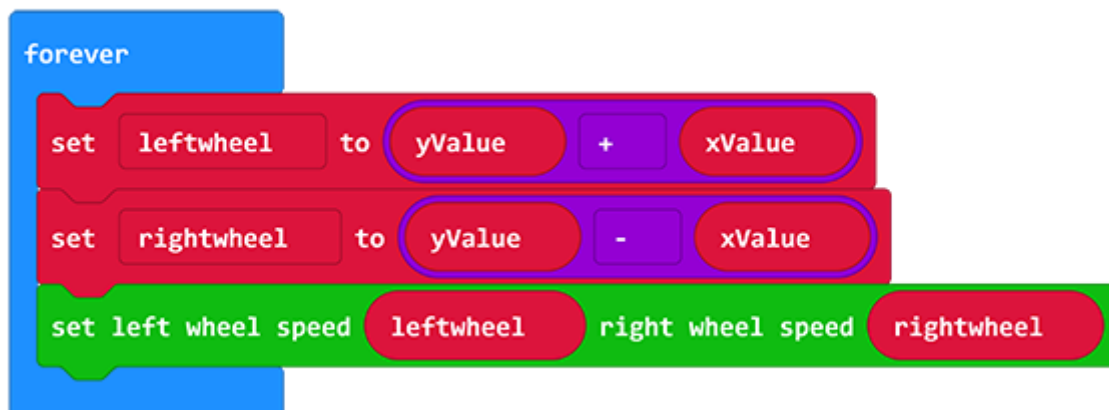 forever
set leftwheel to yValue + xValue
set rightwheel to yValue - xValue
set left wheel speed leftwheel right wheel speed rightwheel